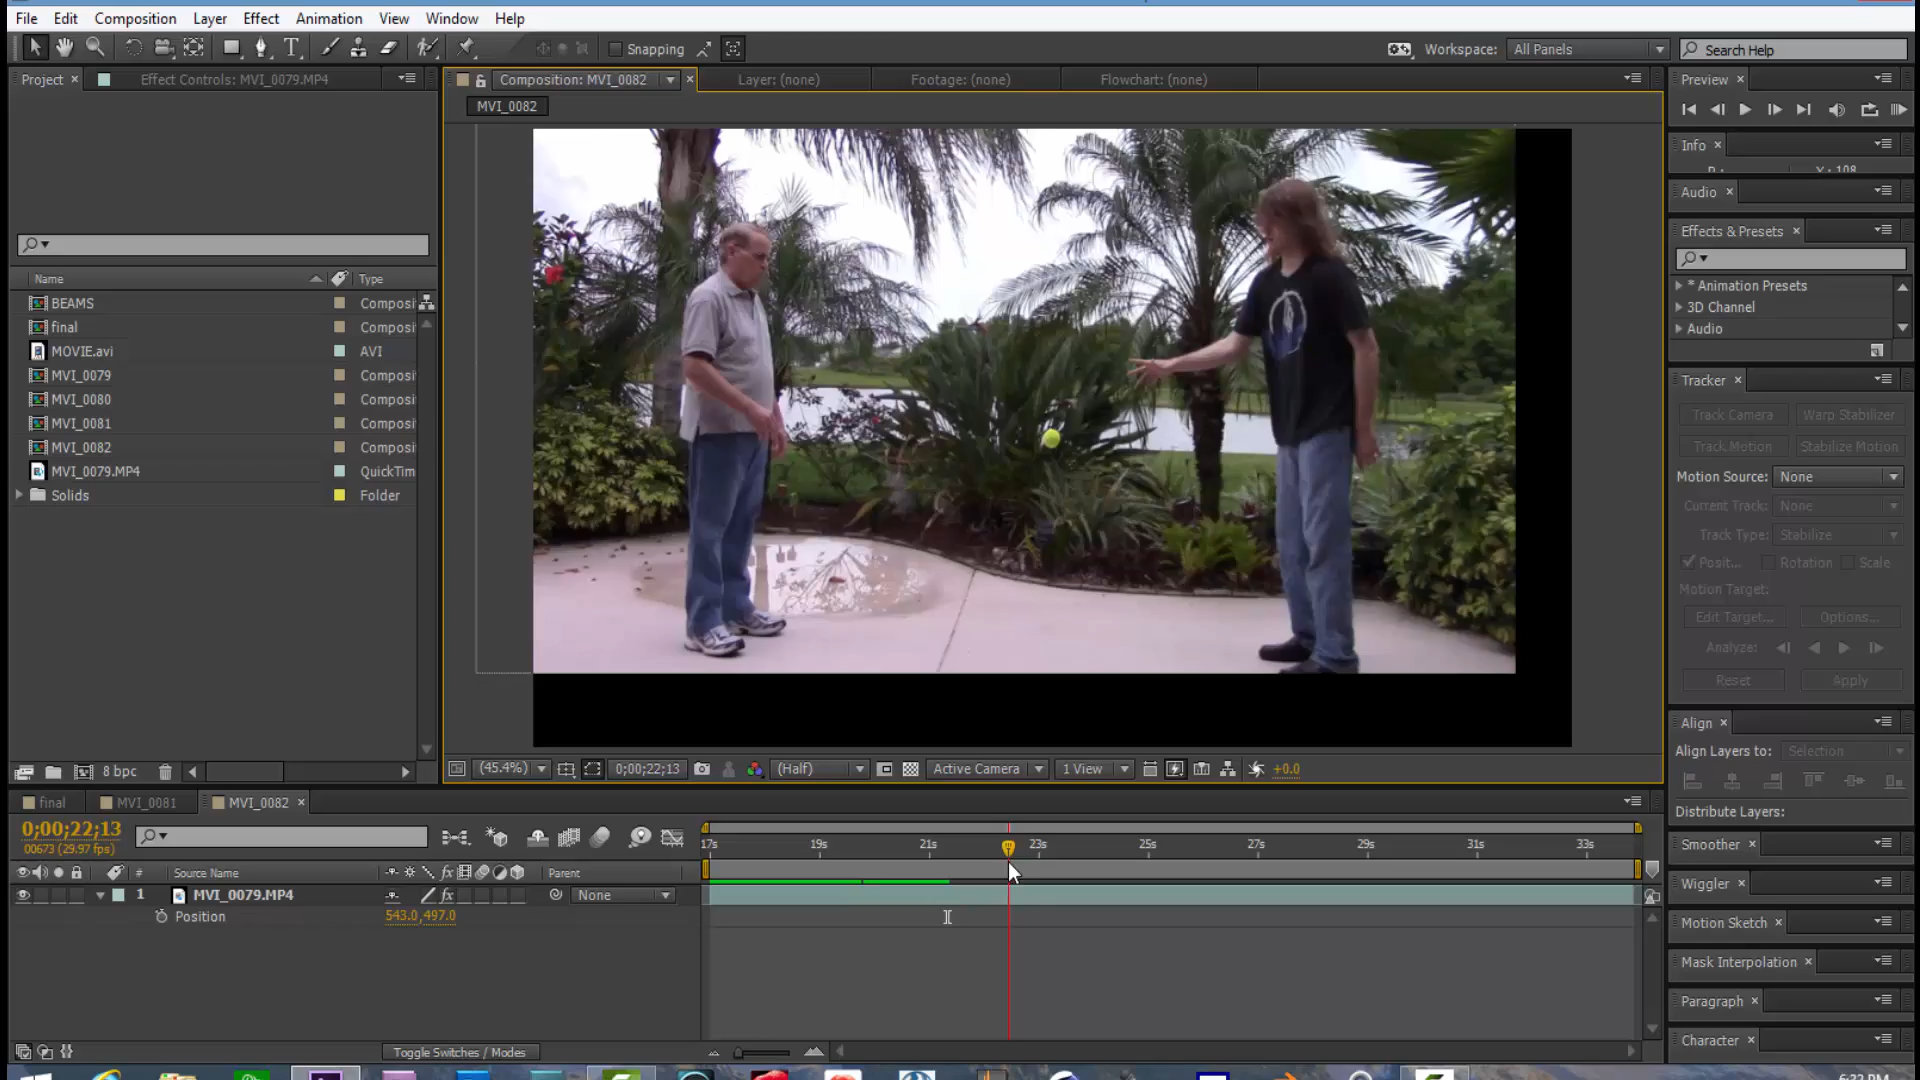 File Edit Composition Layer Effect Animation View Window Help
Snapping Workspace: All Panels Search Help
Project × Effect Controls: MVI_0079.MP4
Composition: MVI_0082 × Layer: (none) Footage: (none) Flowchart: (none)
MVI_0082
Name Type
BEAMS Composi
final Composi
MOVIE.avi AVI
MVI_0079 Composi
MVI_0080 Composi
MVI_0081 Composi
MVI_0082 Composi
MVI_0079.MP4 QuickTim
Solids Folder
8 bpc
(45.4%) 0;00;22;13 (Half) Active Camera 1 View +0.0
Preview ×
Info ×
Audio ×
Effects & Presets ×
* Animation Presets
3D Channel
Audio
Tracker ×
Track Camera Warp Stabilizer
Track Motion Stabilize Motion
Motion Source: None
Current Track: None
Track Type: Stabilize
Posit... Rotation Scale
Motion Target:
Edit Target... Options...
Analyze:
Reset Apply
Align ×
Align Layers to: Selection
Distribute Layers:
Smoother ×
Wiggler ×
Motion Sketch ×
Mask Interpolation ×
Paragraph ×
Character ×
final MVI_0081 MVI_0082 ×
0;00;22;13
00673 (29.97 fps)
17s 19s 21s 23s 25s 27s 29s 31s 33s
# Source Name fx Parent
1 MVI_0079.MP4 fx None
Position 543.0,497.0
Toggle Switches / Modes